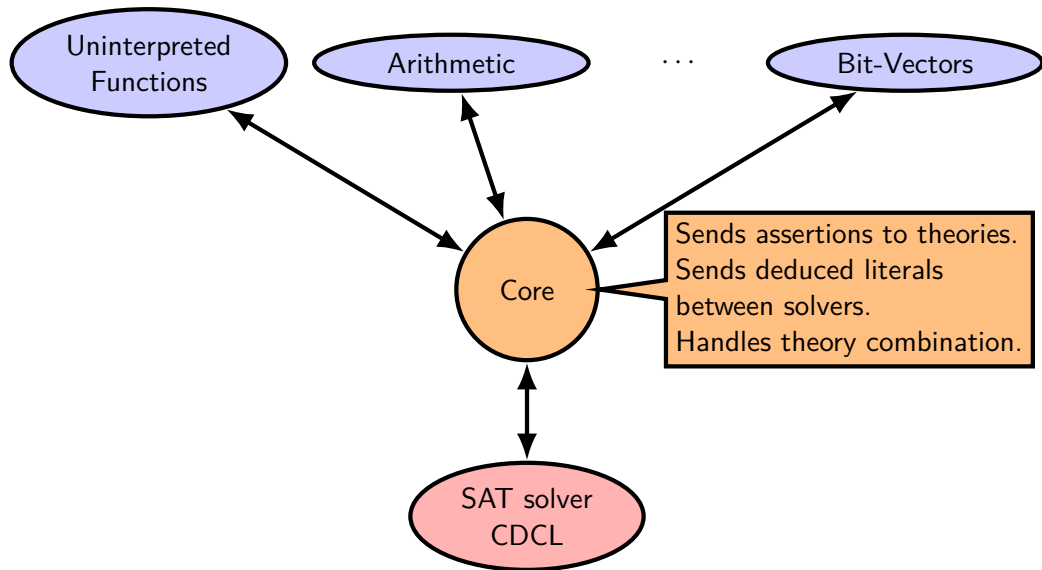 Uninterpreted
Functions
Arithmetic
...
Bit-Vectors
Core
Sends assertions to theories.
Sends deduced literals
between solvers.
Handles theory combination.
SAT solver
CDCL